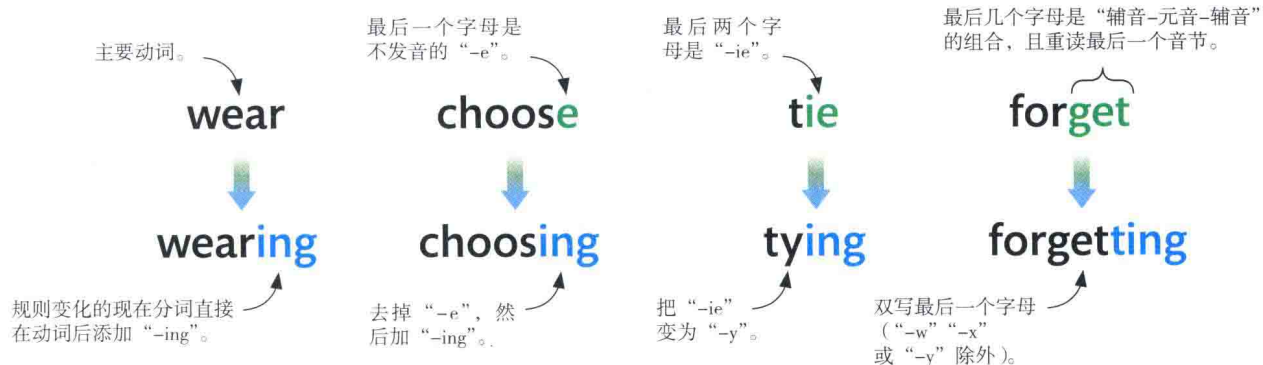 主要动词。
wear
wearing
规则变化的现在分词直接
在动词后添加“–ing”。
最后一个字母是
不发音的“–e”。
choose
choosing
去掉“–e”，然
后加“–ing”。
最后两个字
母是“–ie”。
tie
tying
把“–ie”
变为“–y”。
最后几个字母是“辅音–元音–辅音”
的组合，且重读最后一个音节。
forget
forgetting
双写最后一个字母
（“–w”“–x”
或“–y”除外）。